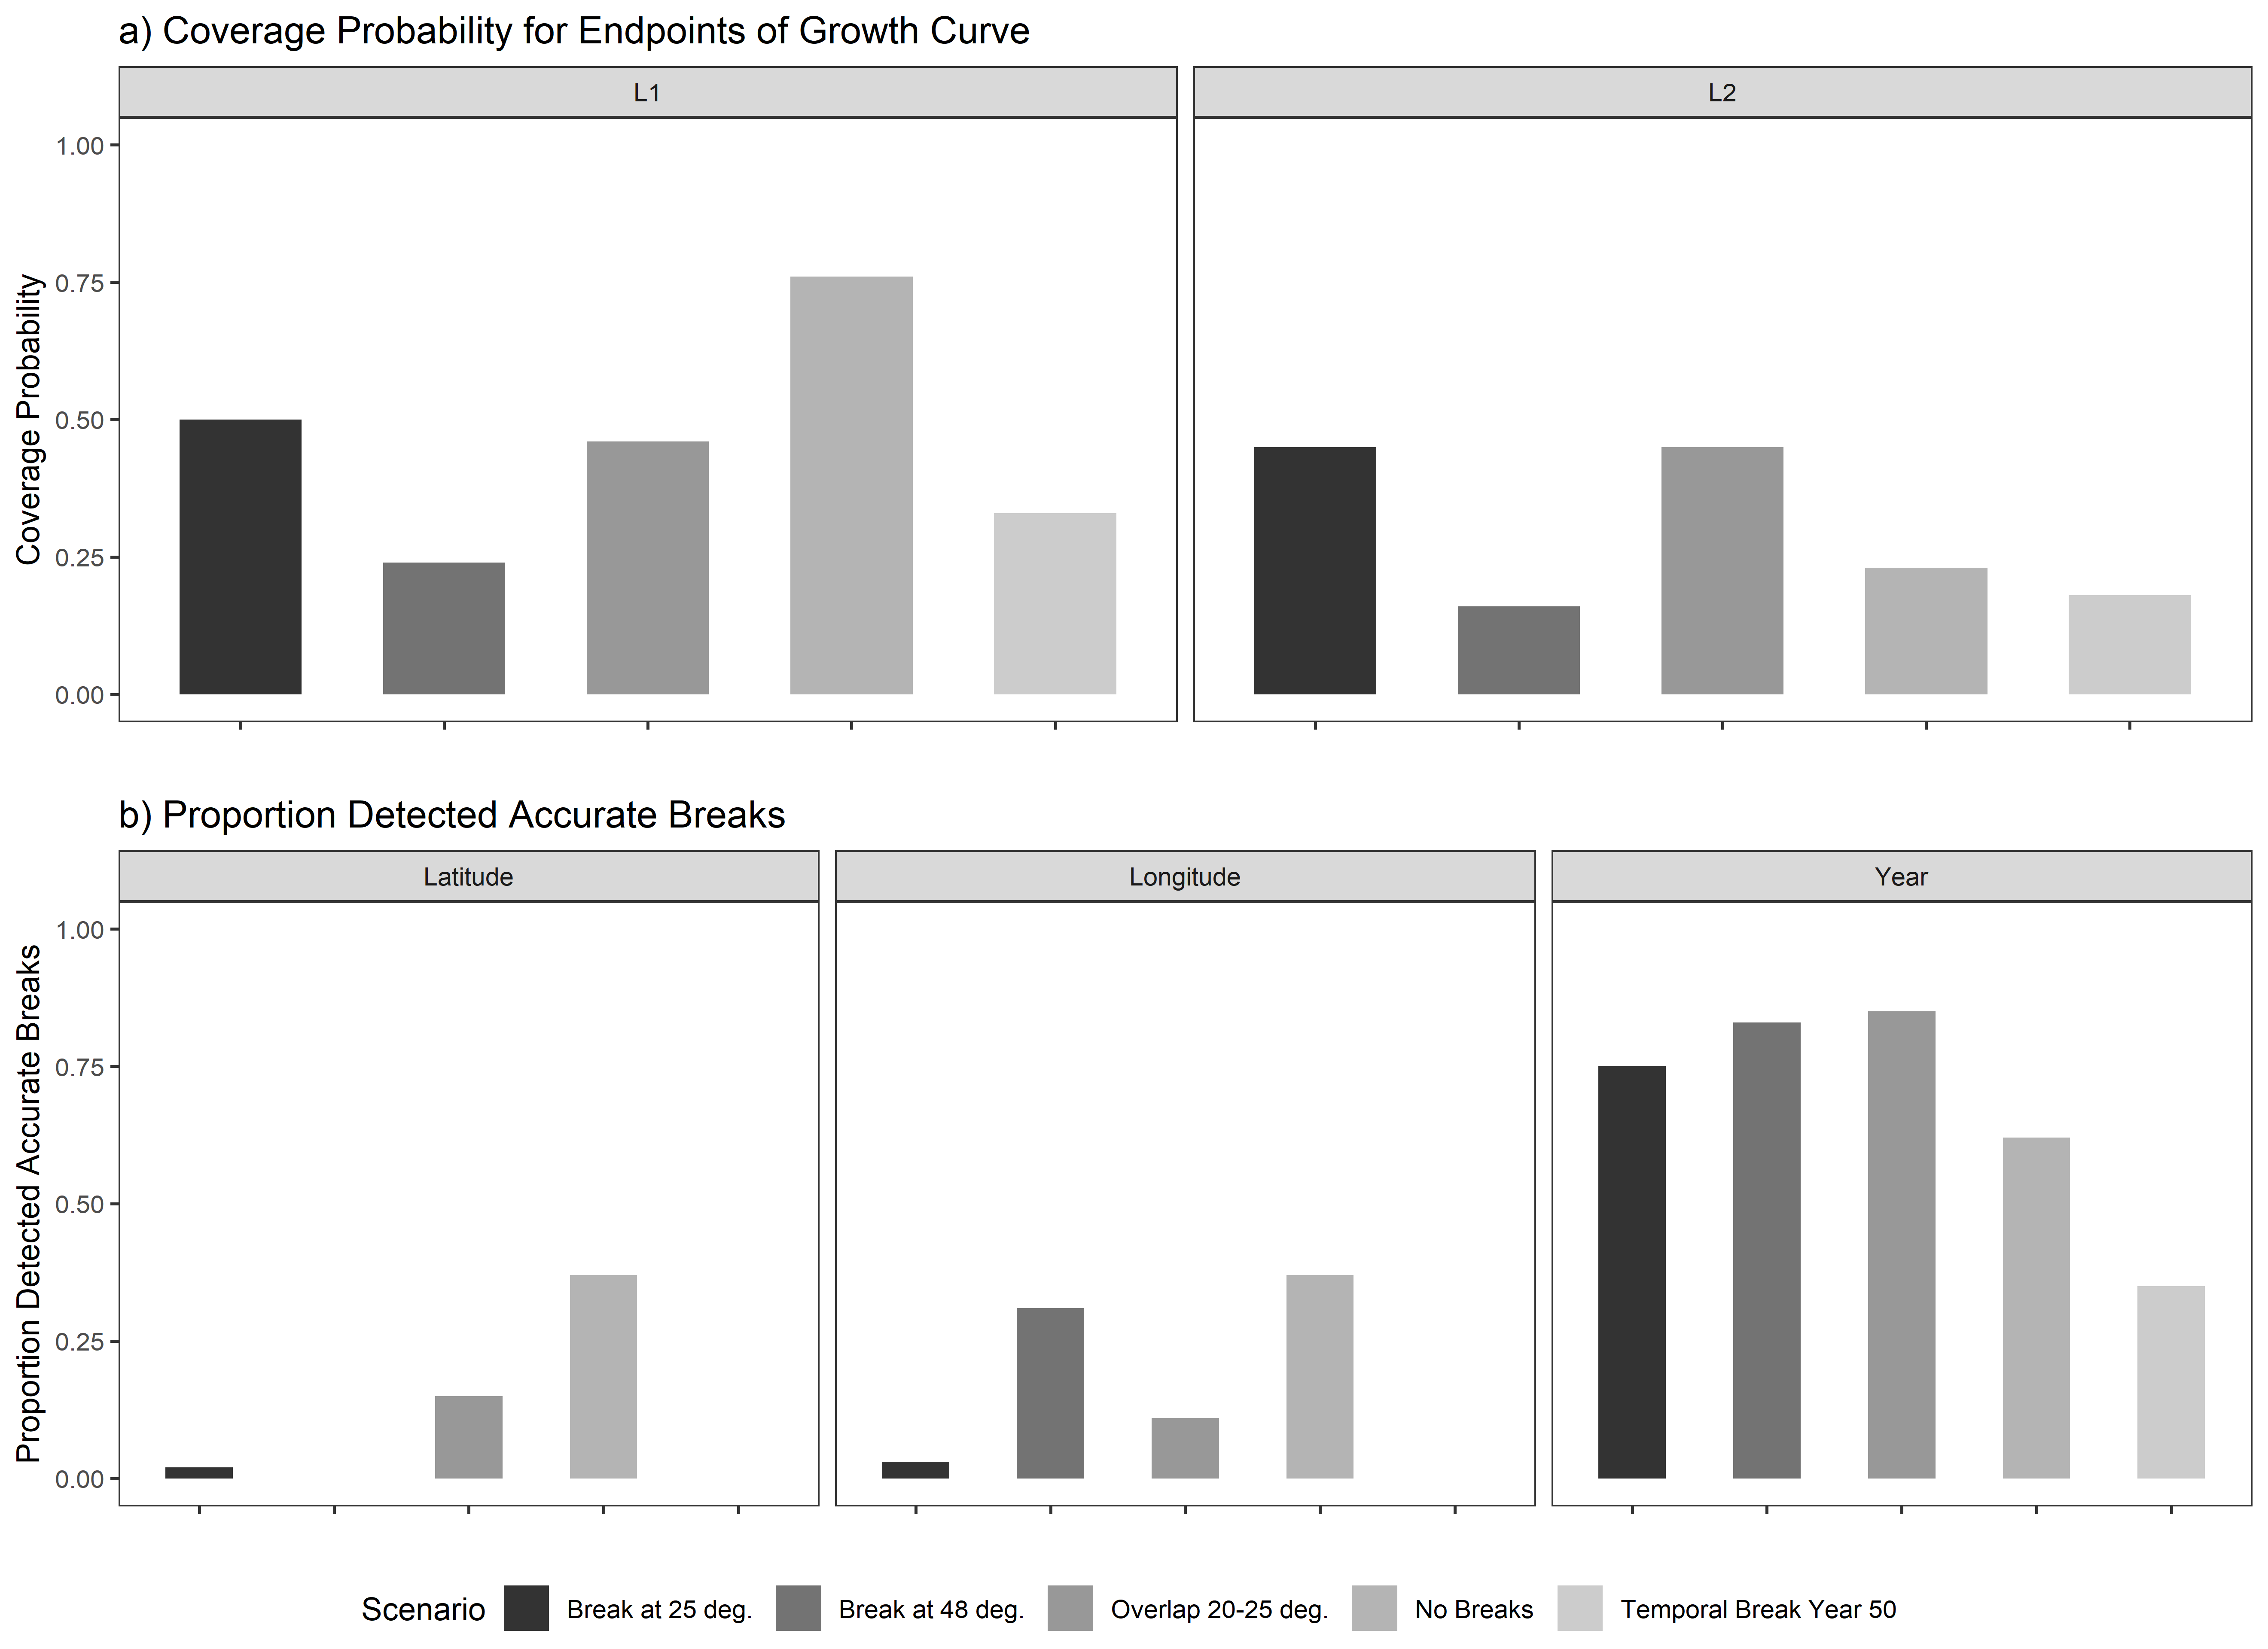 a) Coverage Probability for Endpoints of Growth Curve
L1
L2
Coverage Probability
1.00
0.75
0.50
0.25
0.00
b) Proportion Detected Accurate Breaks
Latitude
Longitude
Year
Proportion Detected Accurate Breaks
1.00
0.75
0.50
0.25
0.00
Scenario Break at 25 deg. Break at 48 deg. Overlap 20-25 deg. No Breaks Temporal Break Year 50